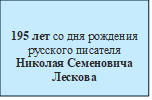 195 лет со дня рождения
русского писателя
Николая Семеновича
Лескова